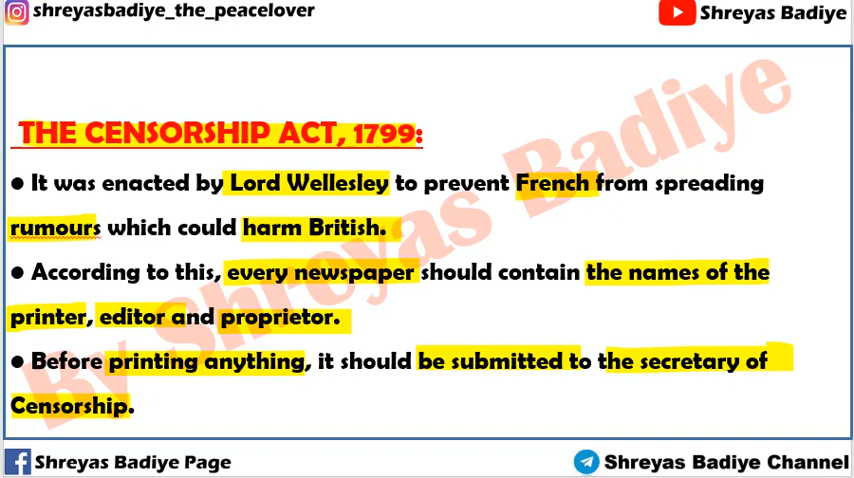 shreyasbadiye_the_peacelover
Shreyas Badiye
THE CENSORSHIP ACT, 1799:
● It was enacted by Lord Wellesley to prevent French from spreading
rumours which could harm British.
● According to this, every newspaper should contain the names of the
printer, editor and proprietor.
● Before printing anything, it should be submitted to the secretary of
Censorship.
By Shreyas Badiye
Shreyas Badiye Page
Shreyas Badiye Channel